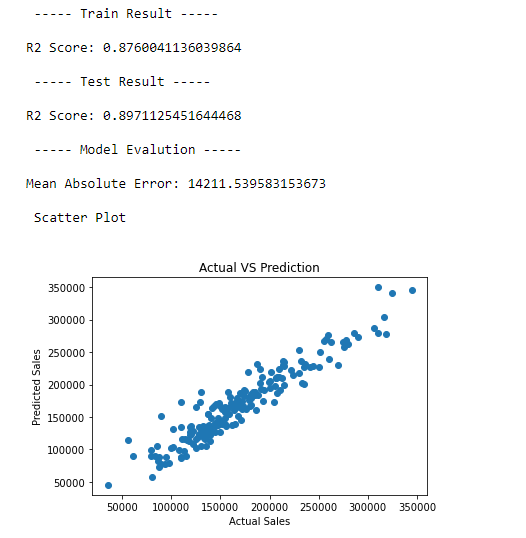 ----- Train Result -----
R2 Score: 0.8760041136039864
----- Test Result -----
R2 Score: 0.8971125451644468
----- Model Evalution -----
Mean Absolute Error: 14211.539583153673
Scatter Plot
Actual VS Prediction
350000
300000
250000
200000
150000
100000
50000
Predicted Sales
50000 100000 150000 200000 250000 300000 350000
Actual Sales